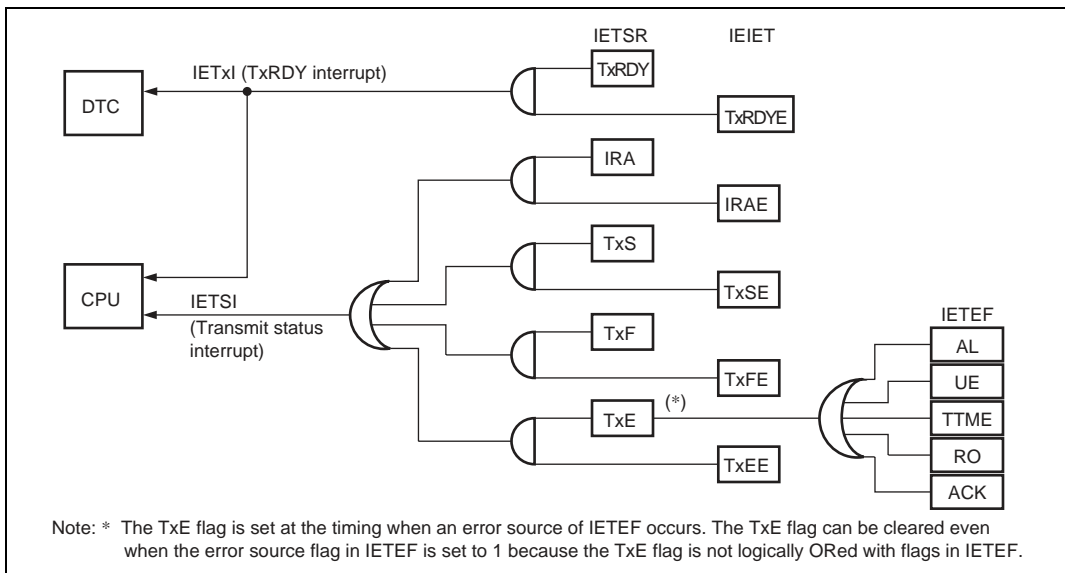 IETSR IEIET
IETxI (TxRDY interrupt)
TxRDY
DTC
TxRDYE
IRA
IRAE
TxS
CPU
IETSI
(Transmit status
interrupt)
TxSE
IETEF
TxF
AL
TxFE
UE
TxE
(*)
TTME
TxEE
RO
ACK
Note: * The TxE flag is set at the timing when an error source of IETEF occurs. The TxE flag can be cleared even
when the error source flag in IETEF is set to 1 because the TxE flag is not logically ORed with flags in IETEF.